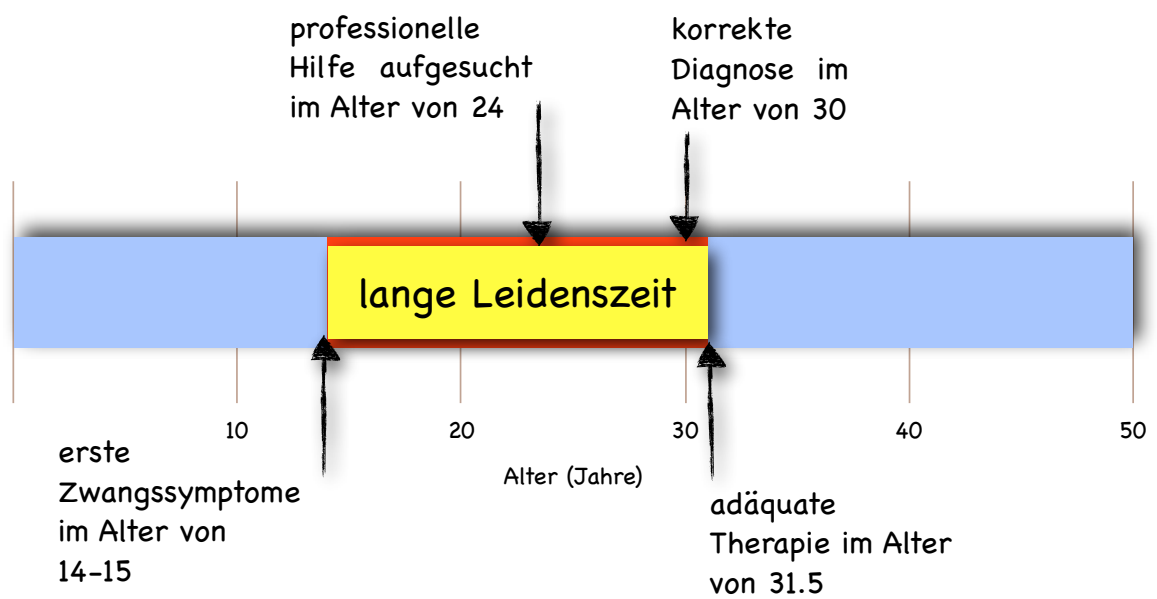 professionelle
Hilfe aufgesucht
im Alter von 24
korrekte
Diagnose im
Alter von 30
lange Leidenszeit
10
20
30
40
50
Alter (Jahre)
erste
Zwangssymptome
im Alter von
14-15
adäquate
Therapie im Alter
von 31.5